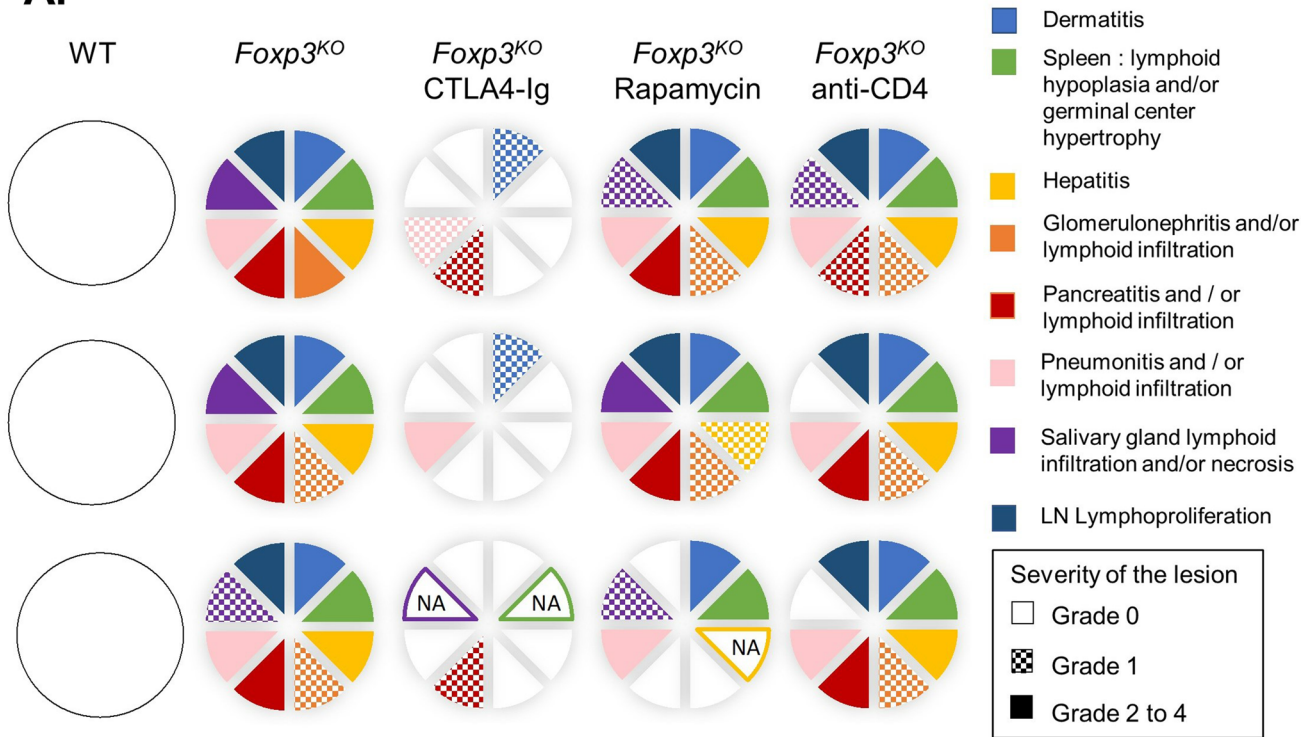 A.
WT
Foxp3KO
Foxp3KO
CTLA4-Ig
Foxp3KO
Rapamycin
Foxp3KO
anti-CD4
NA
NA
NA
Dermatitis
Spleen : lymphoid
hypoplasia and/or
germinal center
hypertrophy
Hepatitis
Glomerulonephritis and/or
lymphoid infiltration
Pancreatitis and / or
lymphoid infiltration
Pneumonitis and / or
lymphoid infiltration
Salivary gland lymphoid
infiltration and/or necrosis
LN Lymphoproliferation
Severity of the lesion
Grade 0
Grade 1
Grade 2 to 4